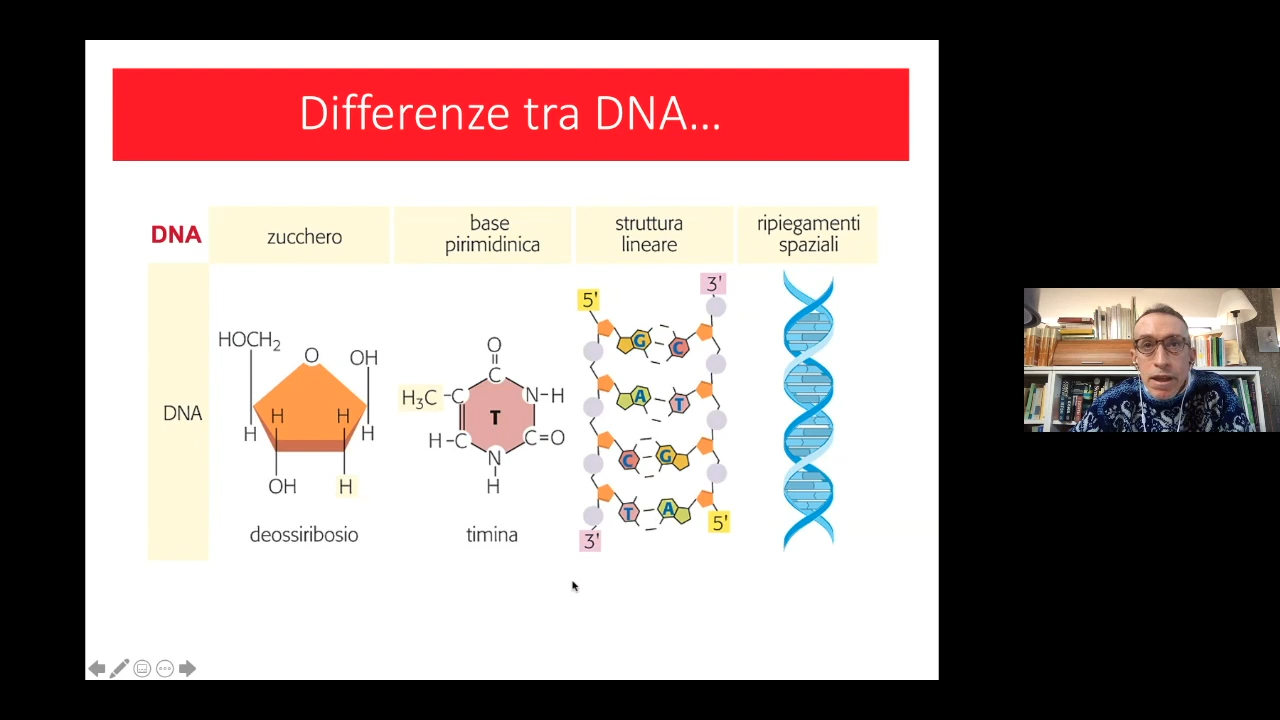 Differenze tra DNA...
DNA
zucchero
base
pirimidinica
struttura
lineare
ripiegamenti
spaziali
DNA
HOCH2
O
OH
H
H
H
H
OH
H
deossiribosio
O
C
H3C
C
N-H
T
H-C
C=O
N
H
timina
5'
3'
G
C
A
T
C
G
T
A
3'
5'